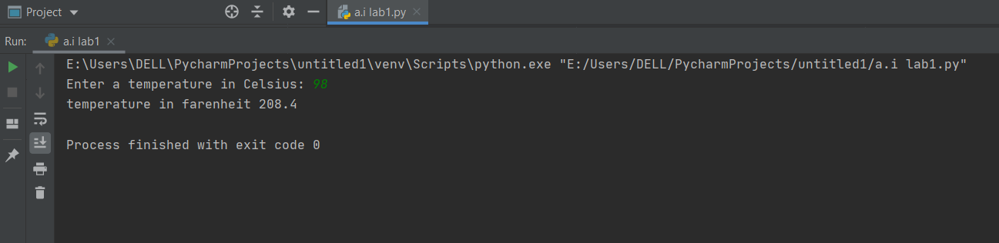 Project
a.i lab1.py
Run: a.i lab1
E:\Users\DELL\PycharmProjects\untitled1\venv\Scripts\python.exe "E:/Users/DELL/PycharmProjects/untitled1/a.i lab1.py"
Enter a temperature in Celsius: 98
temperature in farenheit 208.4
Process finished with exit code 0